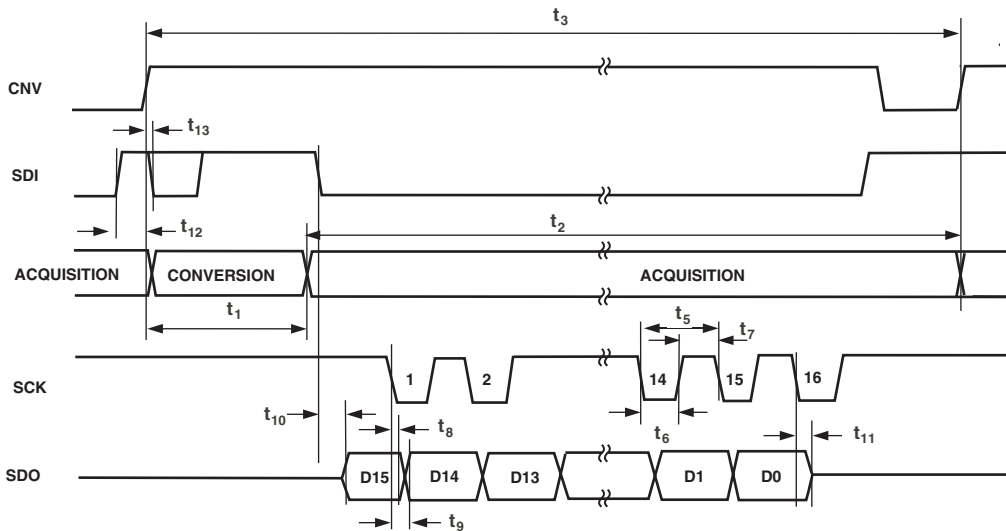 t3
CNV
t13
SDI
t12
t2
ACQUISITION CONVERSION ACQUISITION
t1
t5
t7
SCK 1 2 14 15 16
t10 t8 t6 t11
SDO D15 D14 D13 D1 D0
t9